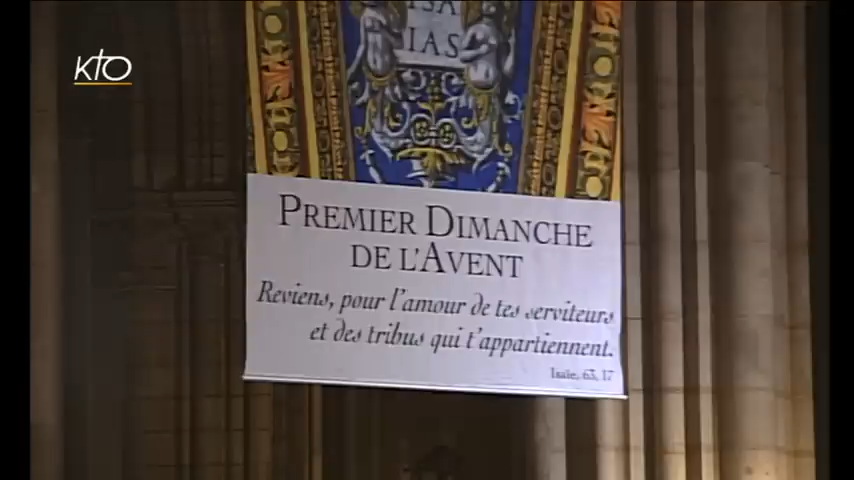 kto
ISA
IAS
PREMIER DIMANCHE
DE L'AVENT
Reviens, pour l'amour de tes serviteurs
et des tribus qui t'appartiennent.
Isaïe, 63, 17